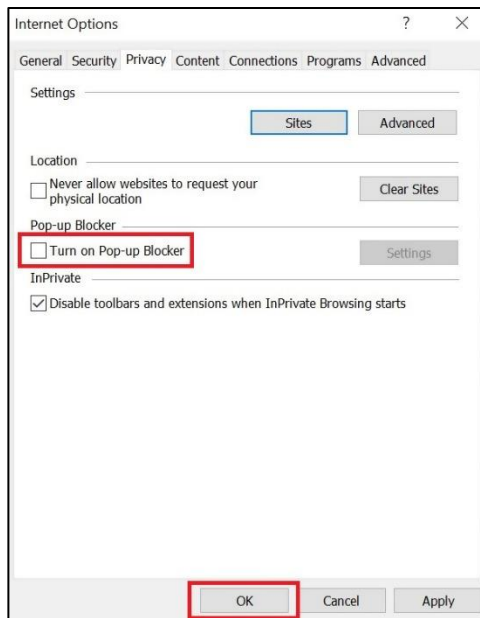 Internet Options ?
General Security Privacy Content Connections Programs Advanced
Settings
Sites Advanced
Location
Never allow websites to request your
physical location
Clear Sites
Pop-up Blocker
Turn on Pop-up Blocker Settings
InPrivate
Disable toolbars and extensions when InPrivate Browsing starts
OK Cancel Apply